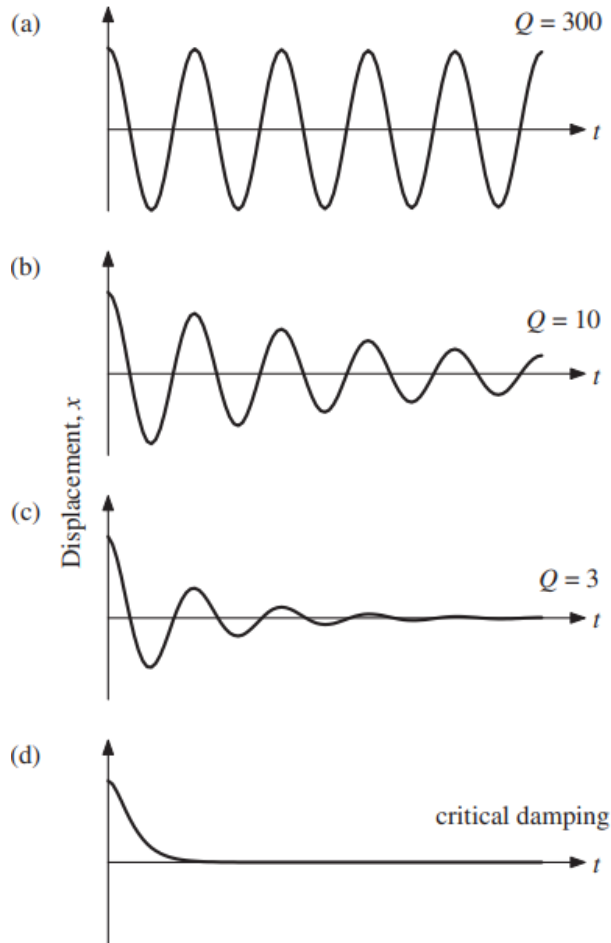 (a)
Q = 300
t
(b)
Q = 10
t
Displacement, x
(c)
Q = 3
t
(d)
critical damping
t